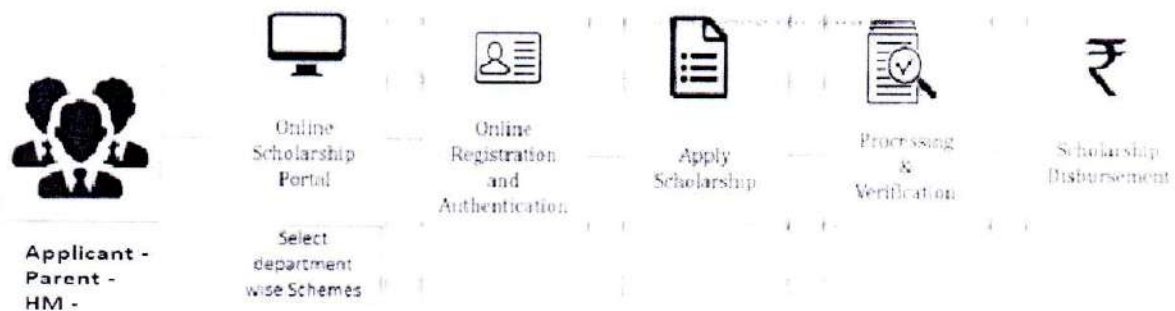 Online
Scholarship
Portal
Select
department
wise Schemes
Online
Registration
and
Authentication
Apply
Scholarship
Processing
&
Verification
₹
Scholarship
Disbursement
Applicant -
Parent -
HM -